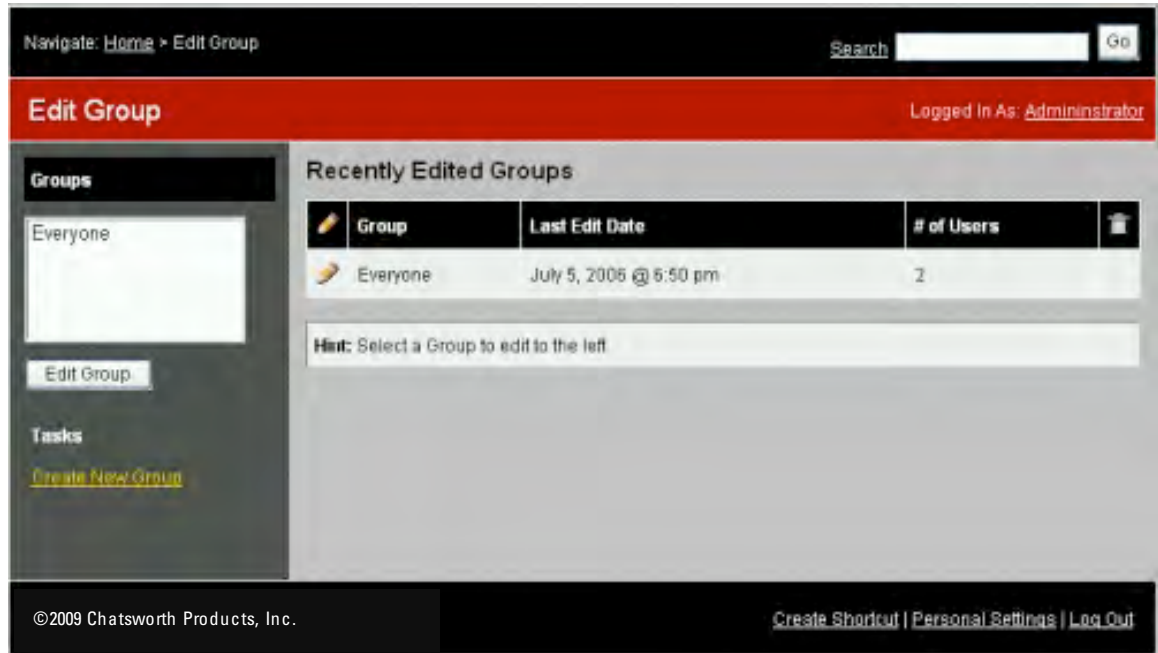 Navigate: Home > Edit Group
Search
Go
Edit Group
Logged In As: Admininstrator
Groups
Everyone
Edit Group
Tasks
Create New Group
Recently Edited Groups
Group Last Edit Date # of Users
Everyone July 5, 2006 @ 6:50 pm 2
Hint: Select a Group to edit to the left
©2009 Chatsworth Products, Inc.
Create Shortcut | Personal Settings | Log Out